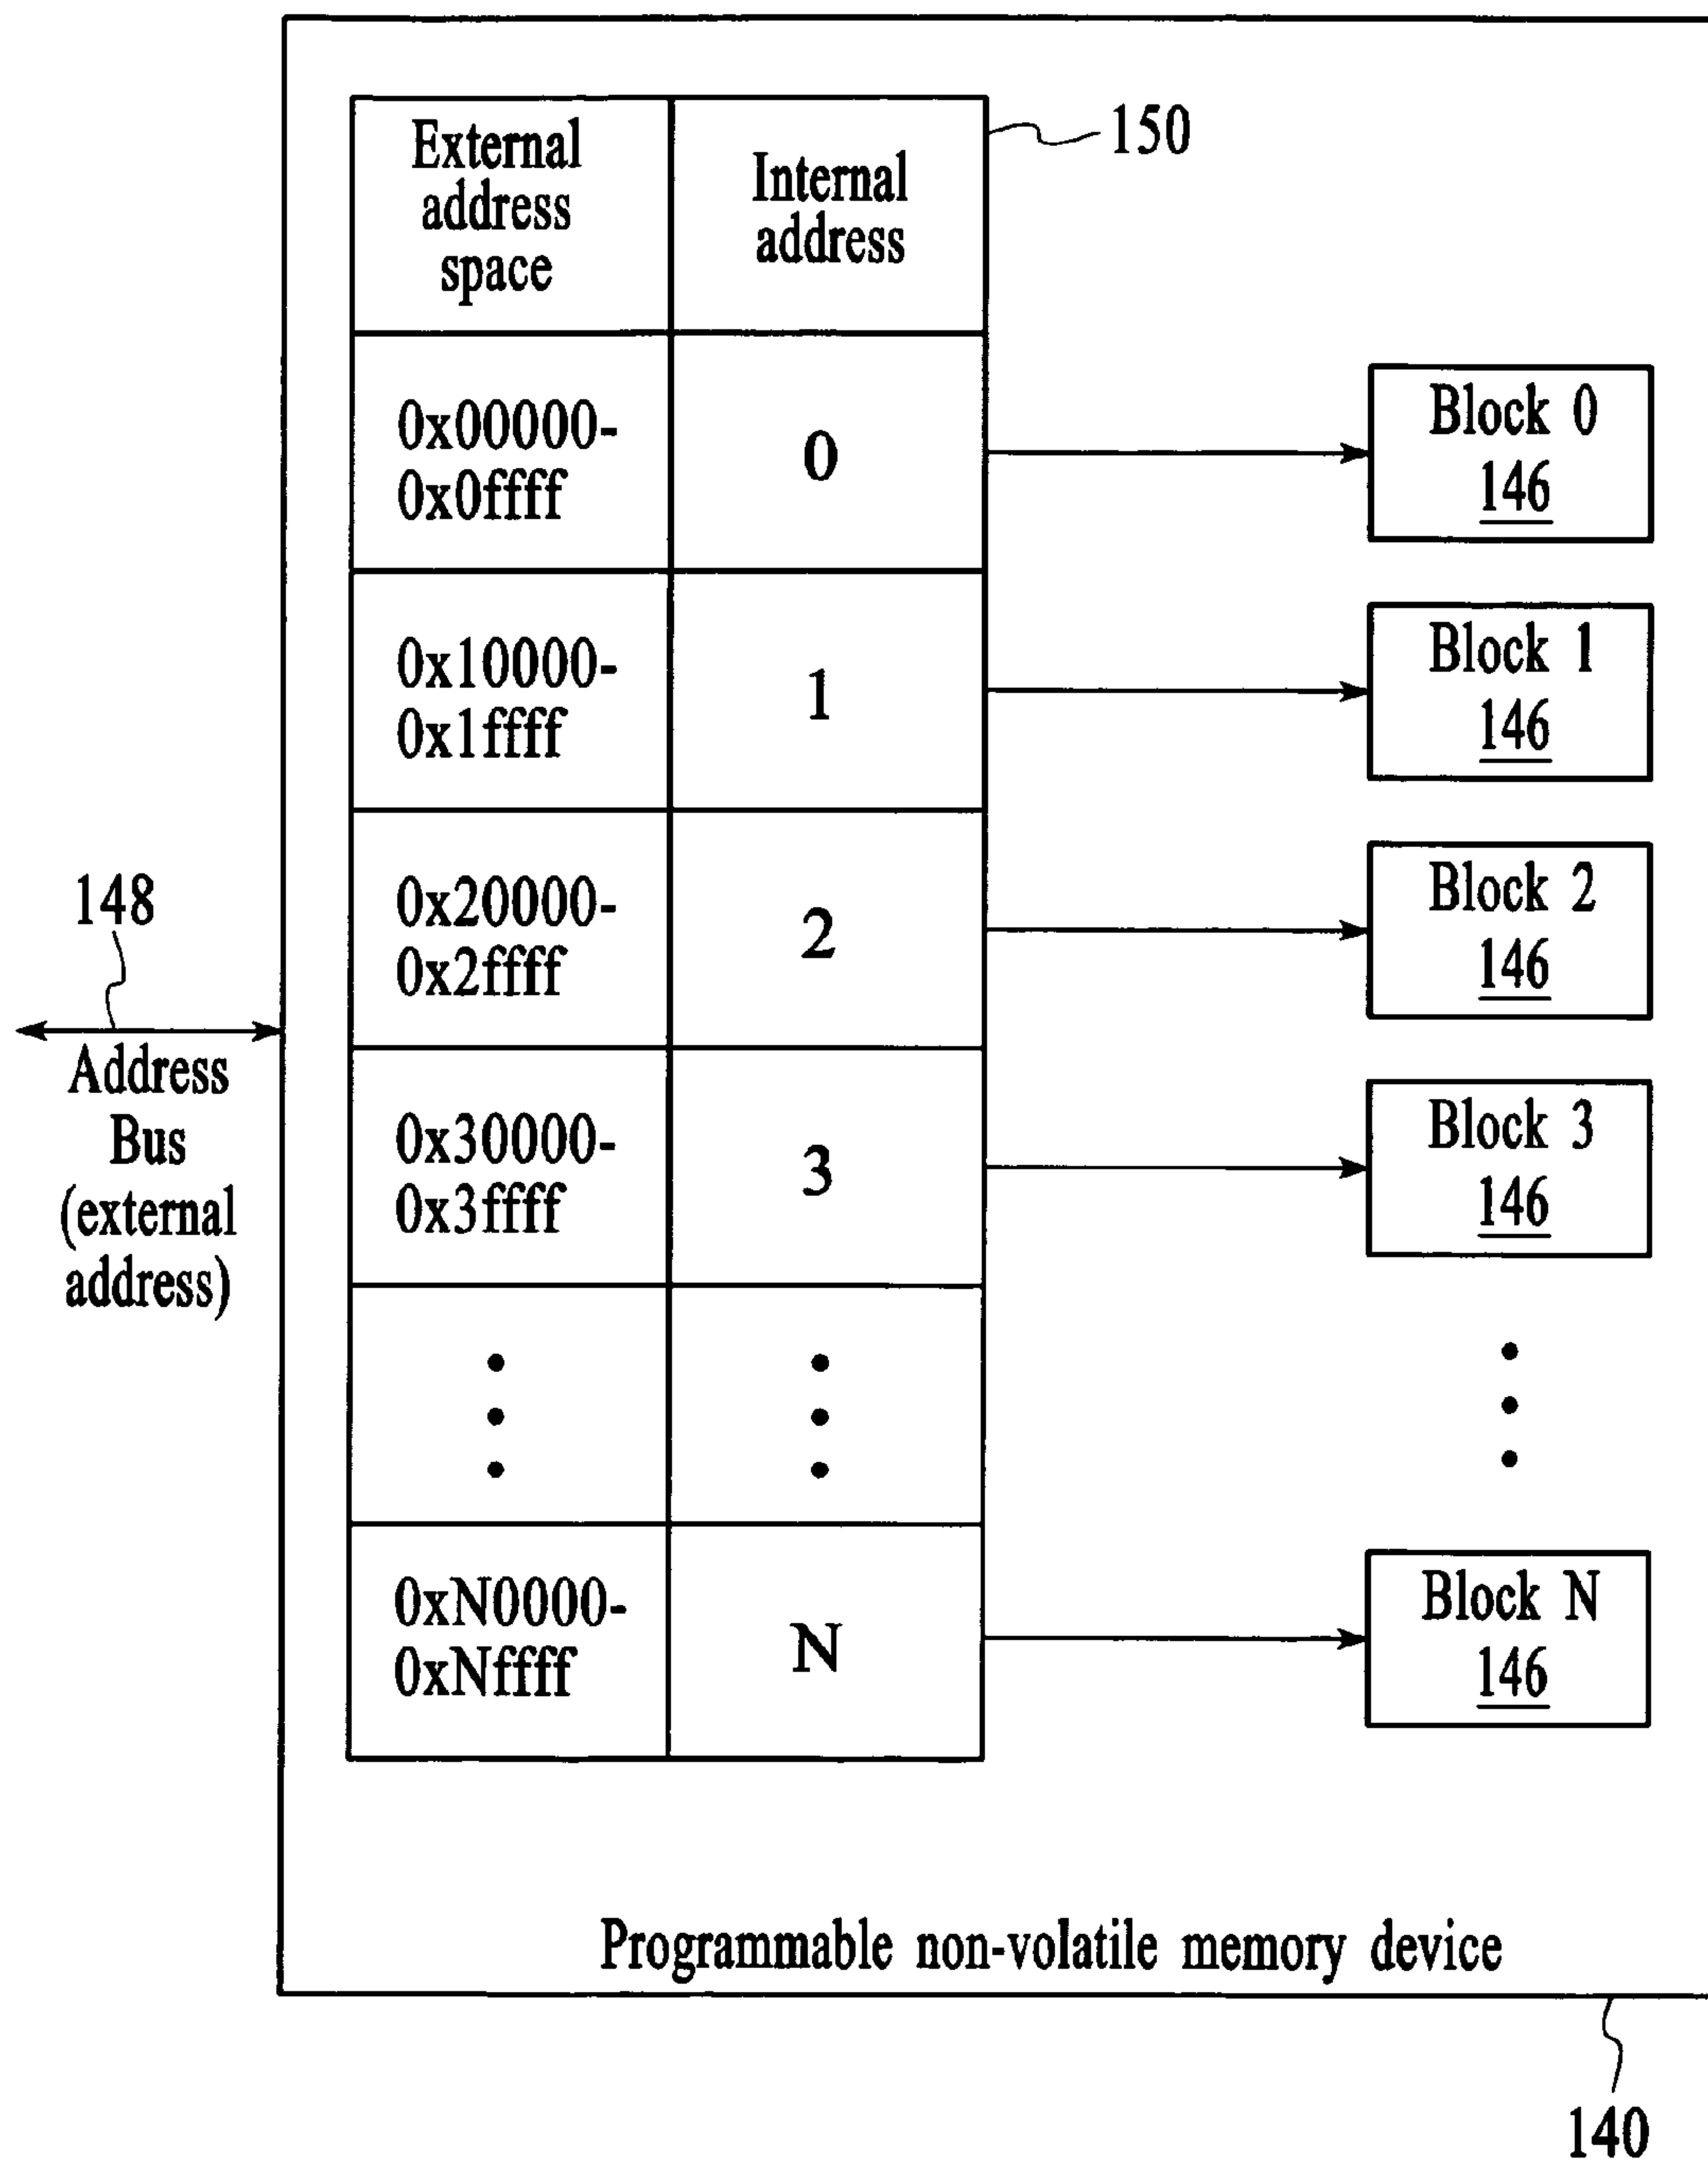 External
address
space
Internal
address
150
0x00000-
0x0ffff
0
Block 0
146
0x10000-
0x1ffff
1
Block 1
146
0x20000-
0x2ffff
2
Block 2
146
148
Address
Bus
(external
address)
0x30000-
0x3ffff
3
Block 3
146
0xN0000-
0xNffff
N
Block N
146
Programmable non-volatile memory device
140